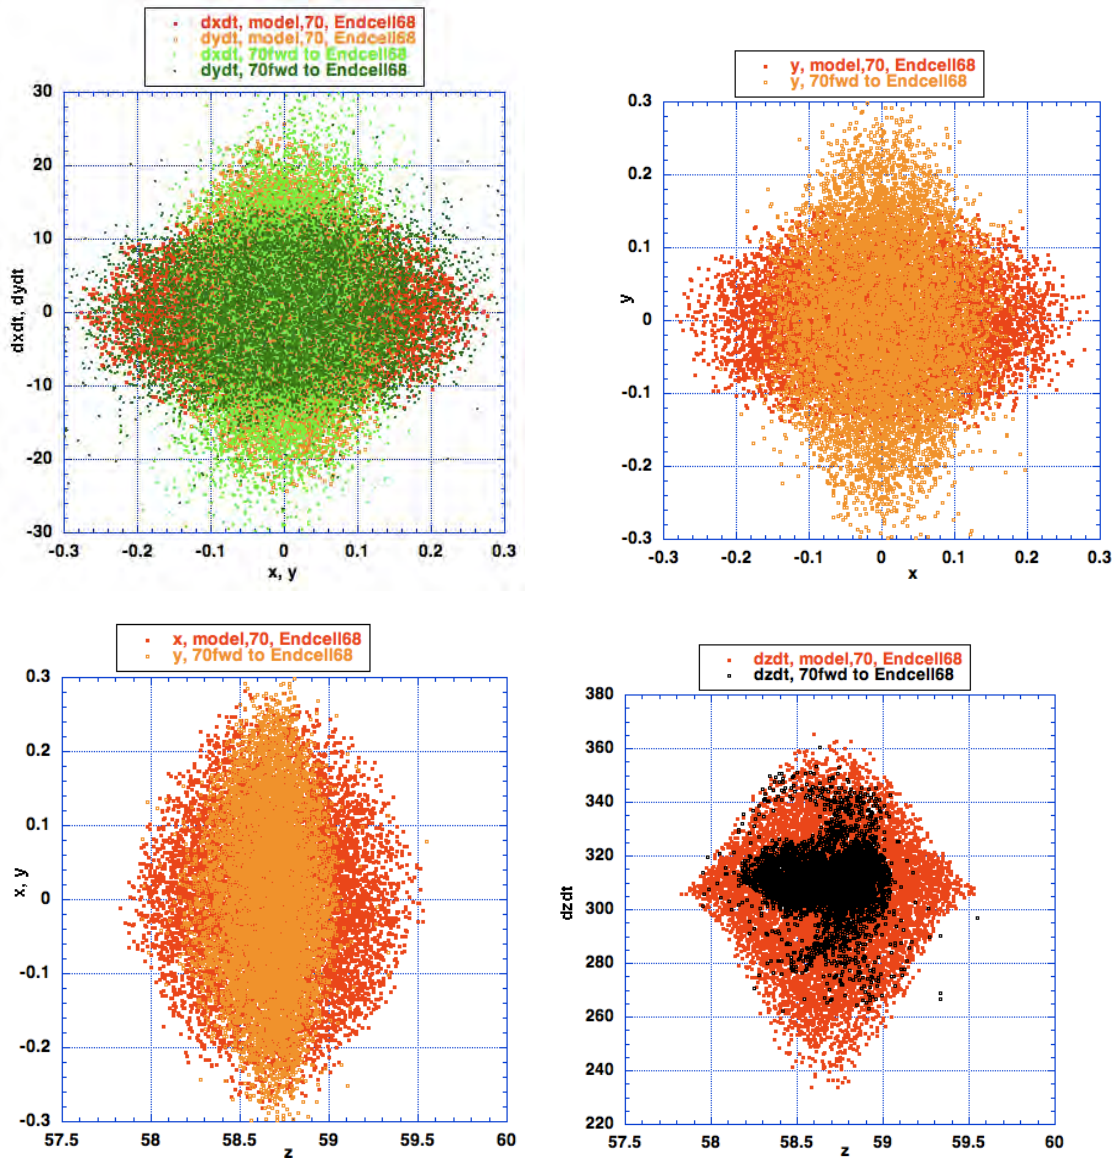 dxdt, model,70, Endcell68
dydt, model,70, Endcell68
dxdt, 70fwd to Endcell68
dydt, 70fwd to Endcell68
30
20
10
0
-10
-20
-30
dxdt, dydt
-0.3 -0.2 -0.1 0 0.1 0.2 0.3
x, y
y, model,70, Endcell68
y, 70fwd to Endcell68
0.3
0.2
0.1
0
-0.1
-0.2
-0.3
y
-0.3 -0.2 -0.1 0 0.1 0.2 0.3
x
x, model,70, Endcell68
y, 70fwd to Endcell68
0.3
0.2
0.1
0
-0.1
-0.2
-0.3
x, y
57.5 58 58.5 59 59.5 60
z
dzdt, model,70, Endcell68
dzdt, 70fwd to Endcell68
380
360
340
320
300
280
260
240
220
dzdt
57.5 58 58.5 59 59.5 60
z